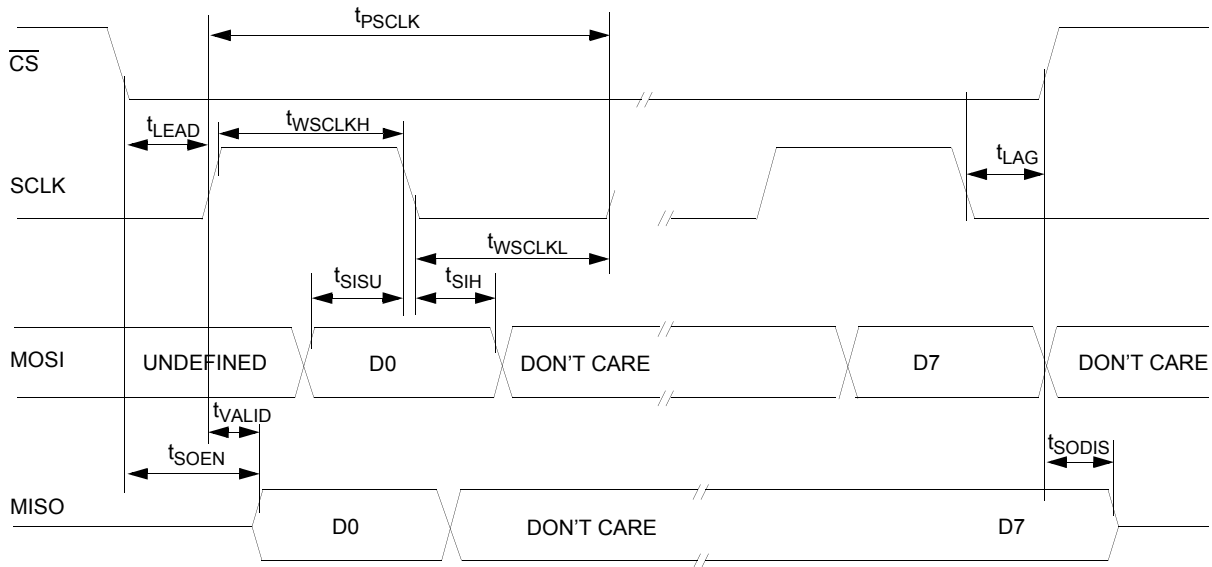 tPSCLK
CS
tLEAD
tWSCLKH
tLAG
SCLK
tWSCLKL
tSISU
tSIH
MOSI
UNDEFINED
D0
DON'T CARE
D7
DON'T CARE
tVALID
tSOEN
tSODIS
MISO
D0
DON'T CARE
D7